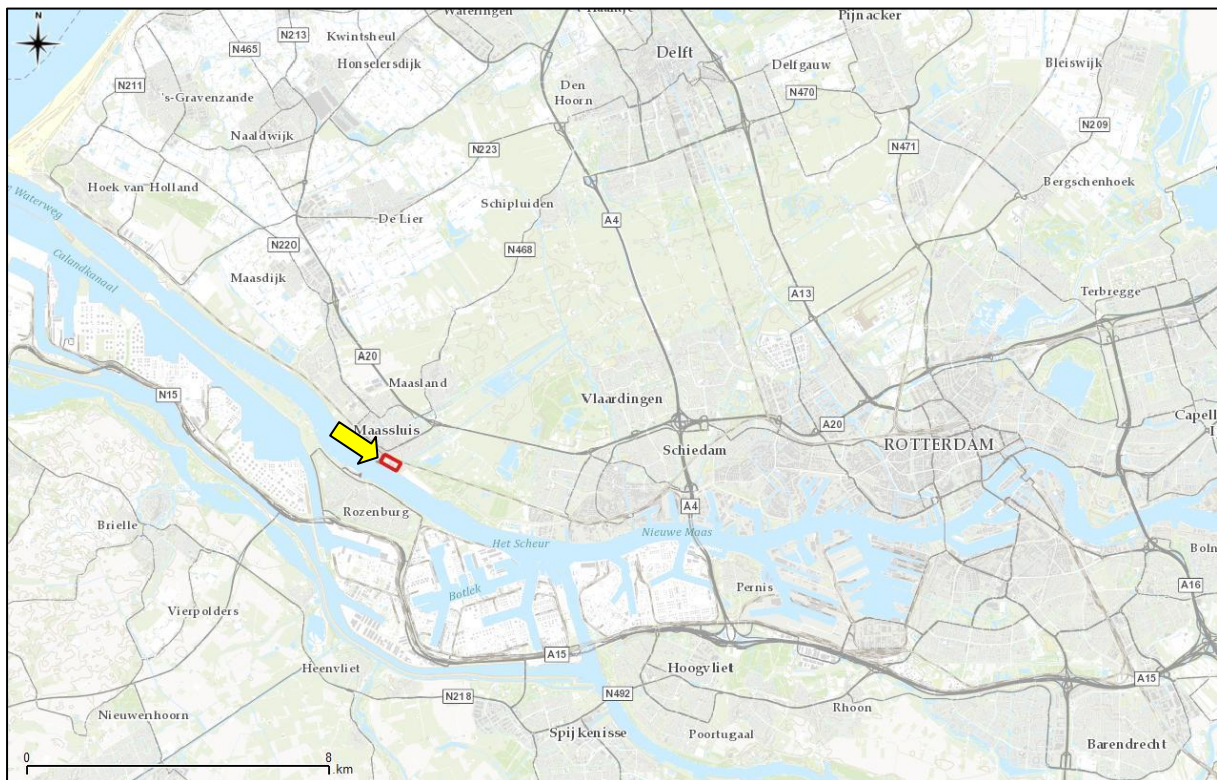 N
Wateringen
Pijnacker
N213
Kwintsheul
N465
Honselersdijk
Delft
Delfgauw
Bleiswijk
N211
's-Gravenzande
Den
Hoorn
N470
N209
Naaldwijk
N223
N471
Hoek van Holland
Bergschenhoek
Waterweg
De Lier
Schipluiden
A4
N220
N468
Calandkanaal
Maasdijk
A13
Terbregge
A20
Maasland
N15
Vlaardingen
Maassluis
A20
Capell
ROTTERDAM
Schiedam
Rozenburg
A4
Brielle
Nieuwe Maas
Het Scheur
Boln
Pernis
A16
Botlek
Vierpolders
A15
Heenvliet
Hoogvliet
A15
N218
N492
Rhoon
Nieuwenhoorn
Spijkenisse
Poortugaal
Barendrecht
0 8
km